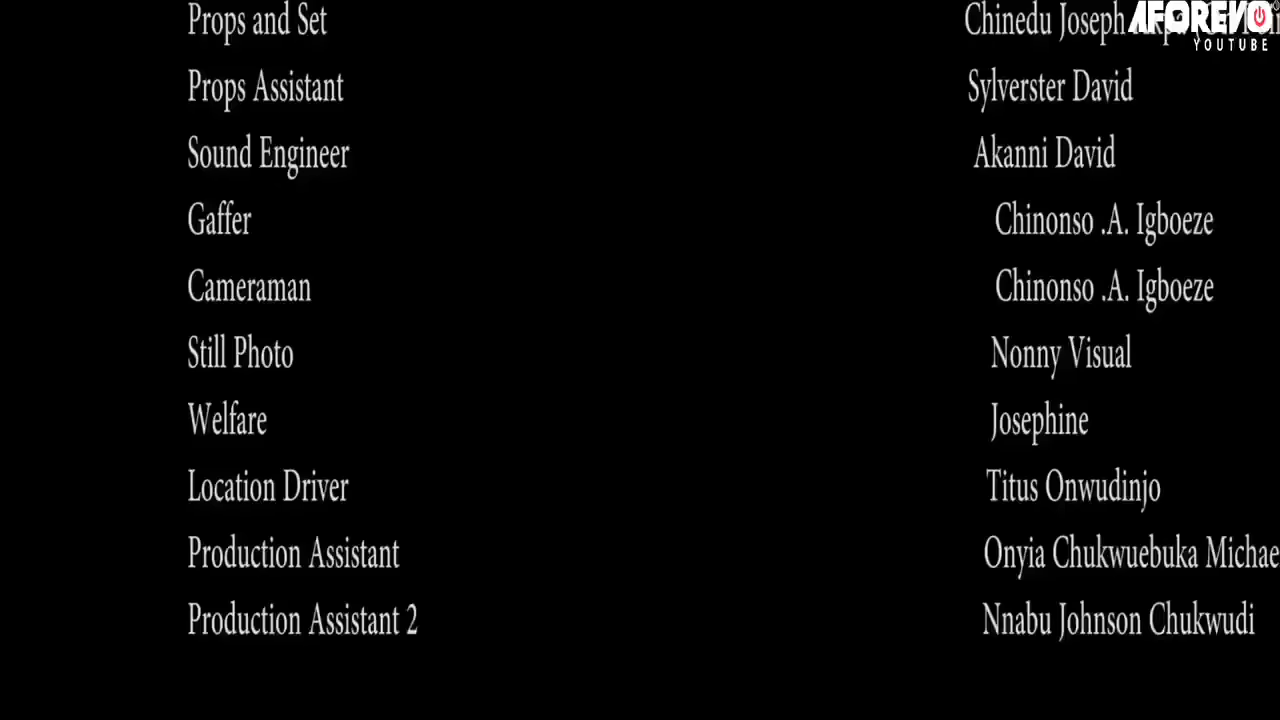 Props and Set Chinedu Joseph
AFOREVO
YOUTUBE
Props Assistant Sylverster David
Sound Engineer Akanni David
Gaffer Chinonso .A. Igboeze
Cameraman Chinonso .A. Igboeze
Still Photo Nonny Visual
Welfare Josephine
Location Driver Titus Onwudinjo
Production Assistant Onyia Chukwuebuka Michae
Production Assistant 2 Nnabu Johnson Chukwudi